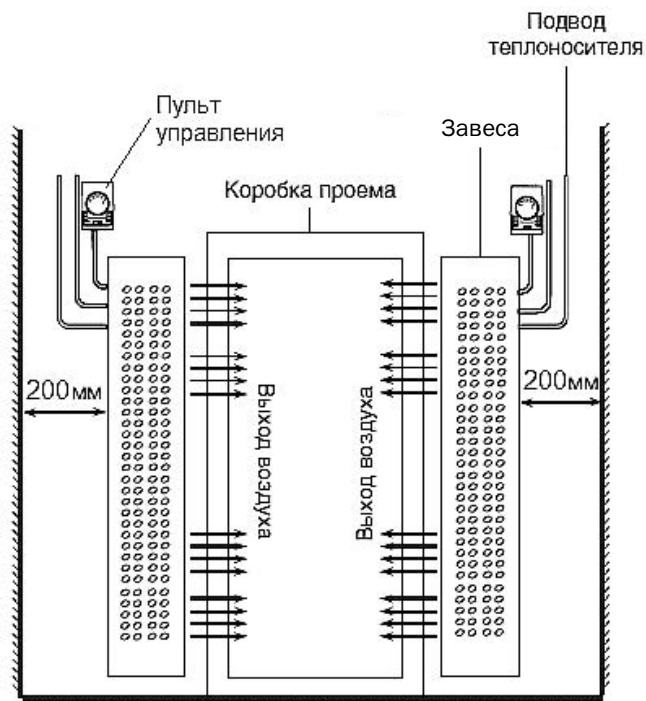 Подвод
теплоносителя
Пульт
управления
Завеса
Коробка проема
200мм
200мм
Выход воздуха
Выход воздуха